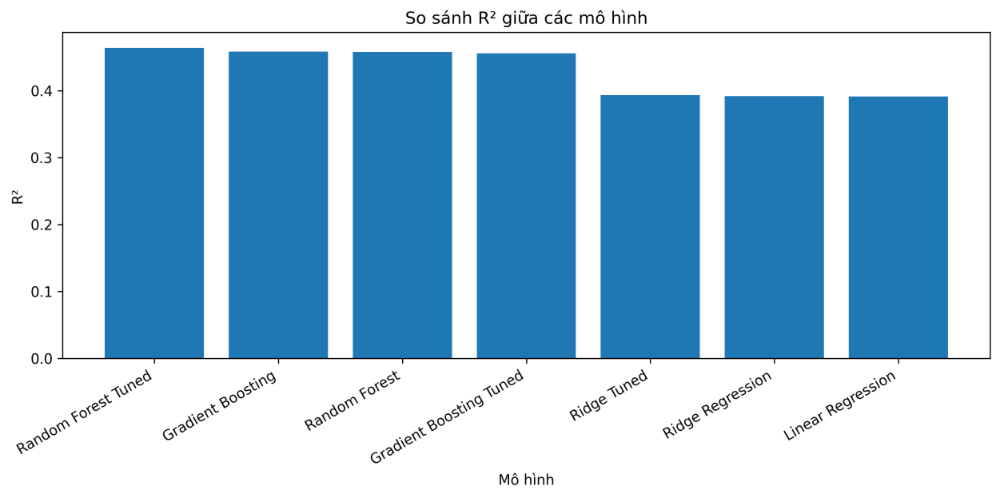 So sánh R² giữa các mô hình
R²
0.4
0.3
0.2
0.1
0.0
Random Forest Tuned
Gradient Boosting
Random Forest
Gradient Boosting Tuned
Ridge Tuned
Ridge Regression
Linear Regression
Mô hình